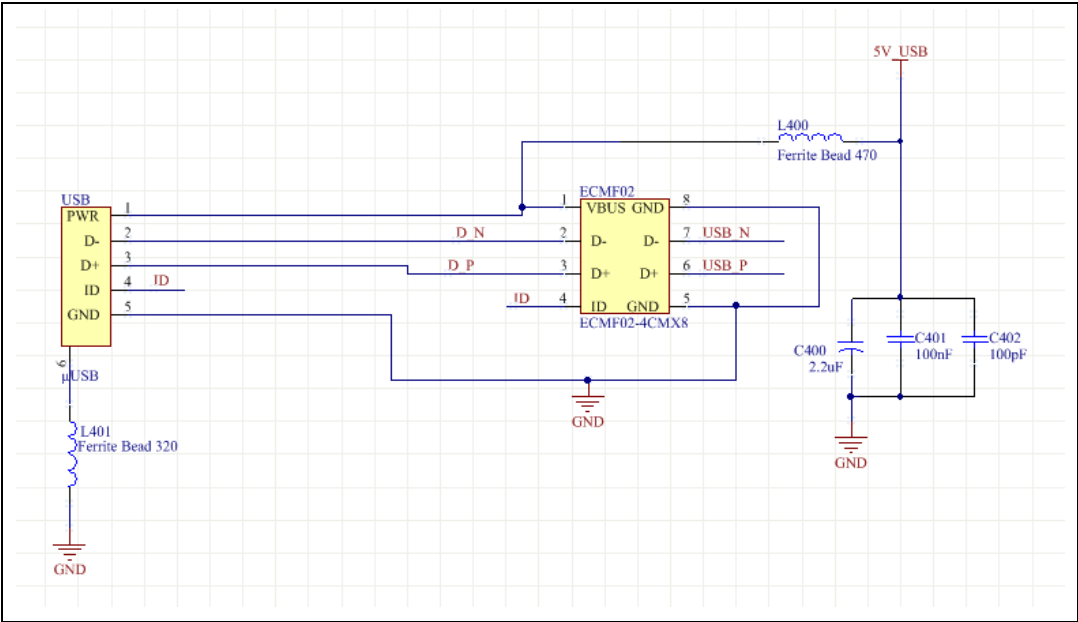 5V_USB
L400
Ferrite Bead 470
USB
PWR 1
D- 2
D+ 3
ID 4 ID
GND 5
6
µUSB
D_N
D_P
ID
ECMF02
1 VBUS GND 8
2 D- D- 7 USB_N
3 D+ D+ 6 USB_P
4 ID GND 5
ECMF02-4CMX8
GND
C400
2.2uF
C401
100nF
C402
100pF
GND
L401
Ferrite Bead 320
GND